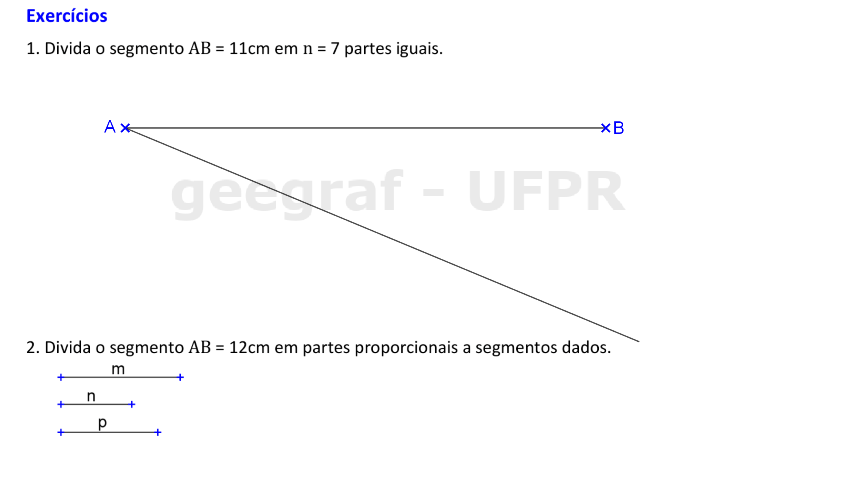 Exercícios
1. Divida o segmento AB = 11cm em n = 7 partes iguais.
A B
geegraf - UFPR
2. Divida o segmento AB = 12cm em partes proporcionais a segmentos dados.
m
n
p